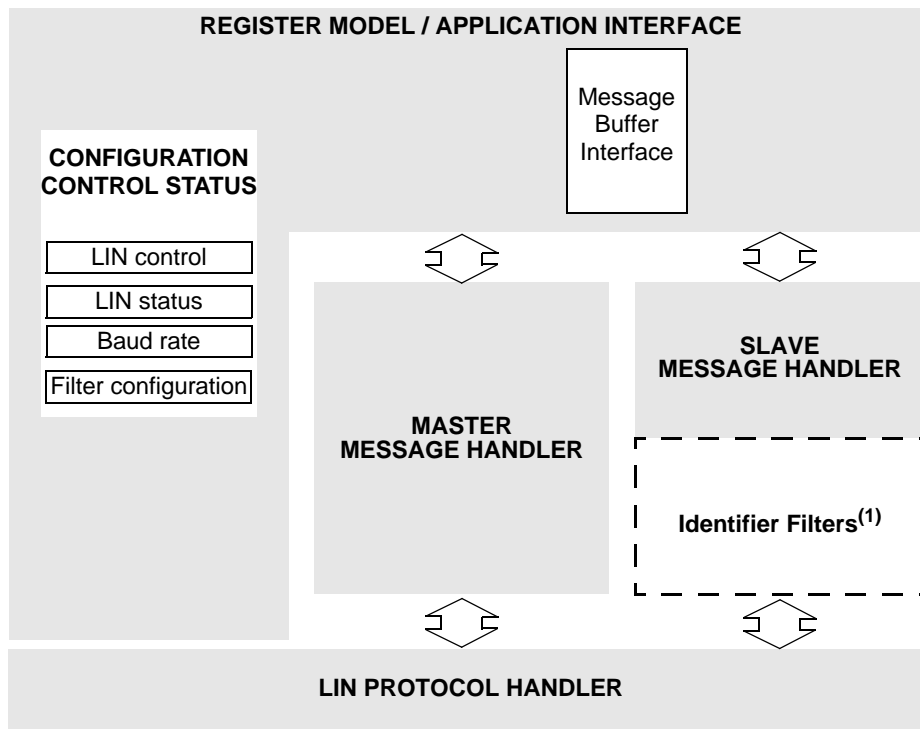 REGISTER MODEL / APPLICATION INTERFACE
Message
Buffer
Interface
CONFIGURATION
CONTROL STATUS
LIN control
LIN status
Baud rate
Filter configuration
MASTER
MESSAGE HANDLER
SLAVE
MESSAGE HANDLER
Identifier Filters(1)
LIN PROTOCOL HANDLER